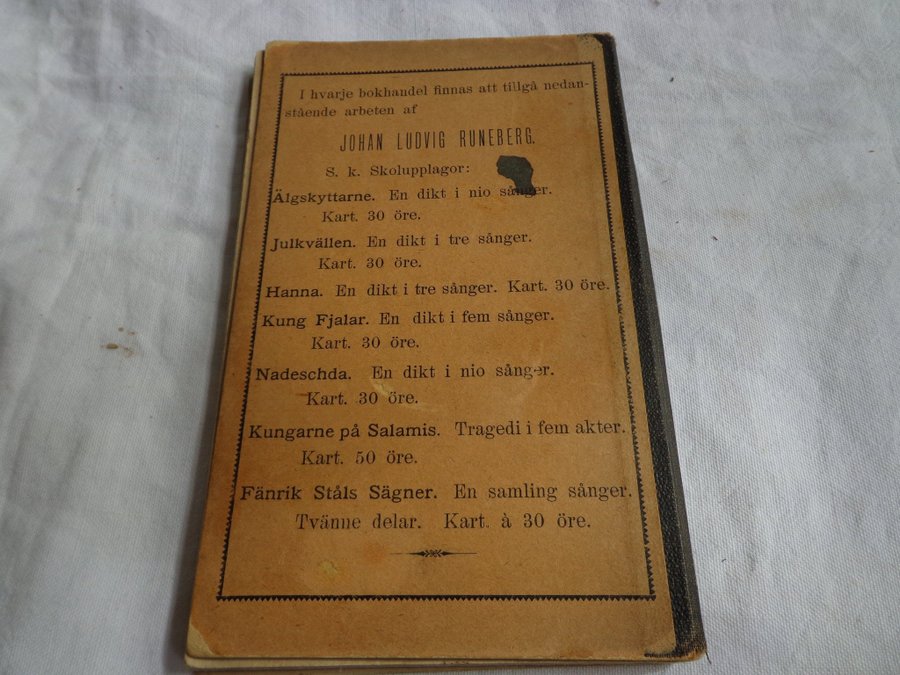 I hvarje bokhandel finnas att tillgå nedan-
stående arbeten af
JOHAN LUDVIG RUNEBERG.
S. k. Skolupplagor:
Älgskyttarne. En dikt i nio sånger.
Kart. 30 öre.
Julkvällen. En dikt i tre sånger.
Kart. 30 öre.
Hanna. En dikt i tre sånger. Kart. 30 öre.
Kung Fjalar. En dikt i fem sånger.
Kart. 30 öre.
Nadeschda. En dikt i nio sånger.
Kart. 30 öre.
Kungarne på Salamis. Tragedi i fem akter.
Kart. 50 öre.
Fänrik Ståls Sägner. En samling sånger.
Tvänne delar. Kart. à 30 öre.